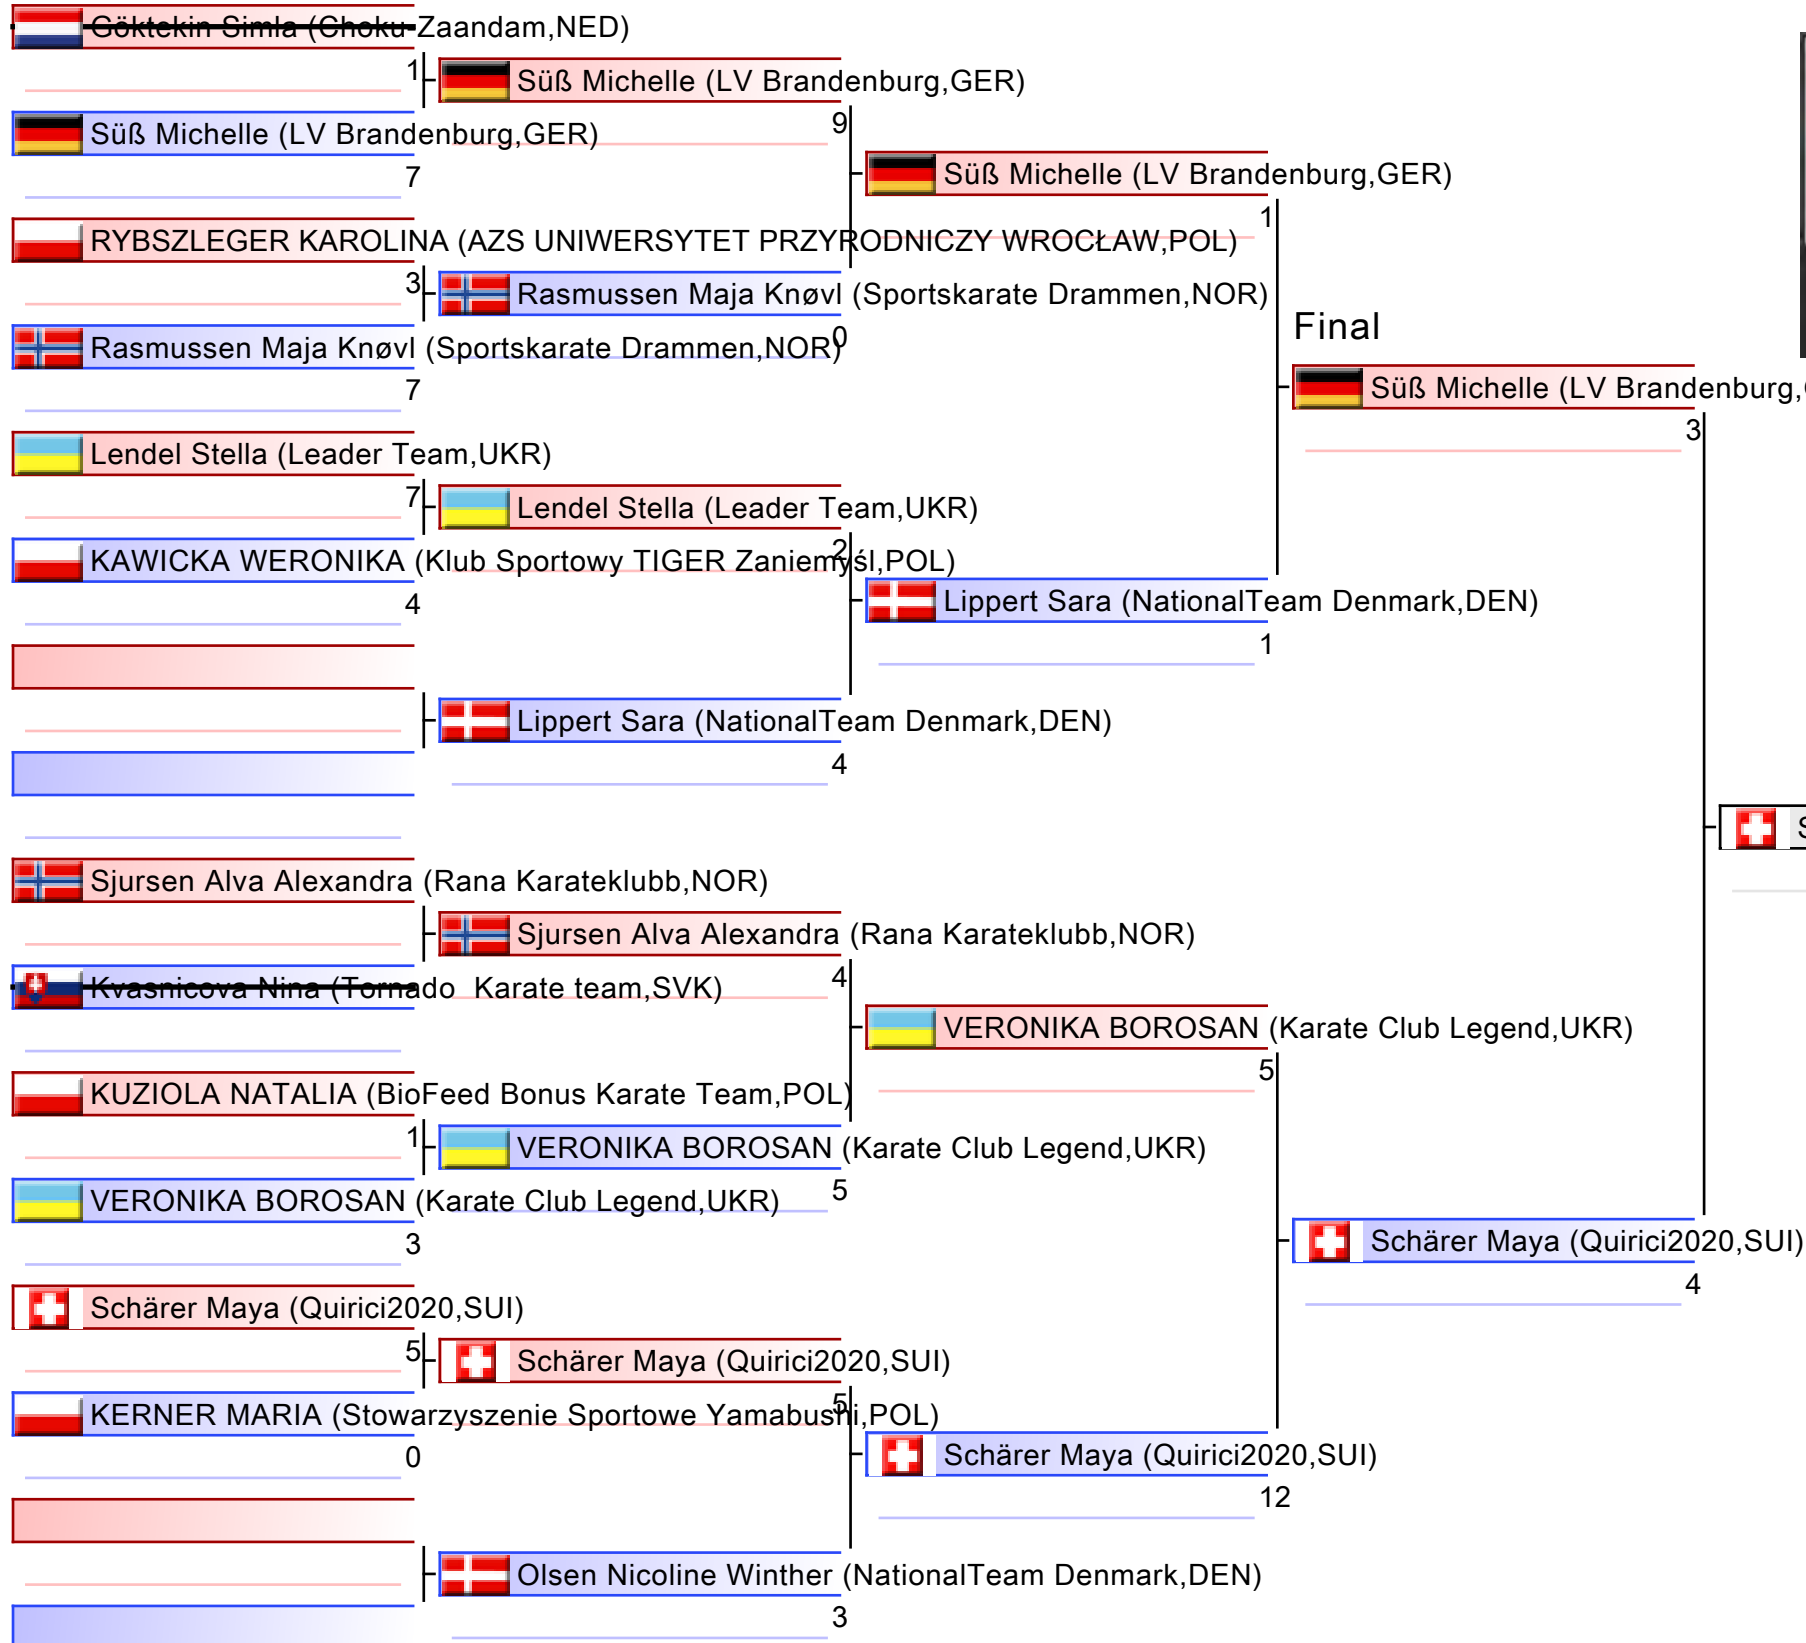 Göktekin Simla (Choku-Zaandam,NED)
1
Süß Michelle (LV Brandenburg,GER)
Süß Michelle (LV Brandenburg,GER)
9
7
Süß Michelle (LV Brandenburg,GER)
1
RYBSZLEGER KAROLINA (AZS UNIWERSYTET PRZYRODNICZY WROCŁAW,POL)
3
Rasmussen Maja Knøvl (Sportskarate Drammen,NOR)
Final
Rasmussen Maja Knøvl (Sportskarate Drammen,NOR)
0
7
Süß Michelle (LV Brandenburg,
3
Lendel Stella (Leader Team,UKR)
7
Lendel Stella (Leader Team,UKR)
2
KAWICKA WERONIKA (Klub Sportowy TIGER Zaniemyśl,POL)
4
Lippert Sara (NationalTeam Denmark,DEN)
1
Lippert Sara (NationalTeam Denmark,DEN)
4
S
Sjursen Alva Alexandra (Rana Karateklubb,NOR)
Sjursen Alva Alexandra (Rana Karateklubb,NOR)
4
Kvasnicova Nina (Tornado  Karate team,SVK)
VERONIKA BOROSAN (Karate Club Legend,UKR)
5
KUZIOLA NATALIA (BioFeed Bonus Karate Team,POL)
1
VERONIKA BOROSAN (Karate Club Legend,UKR)
5
VERONIKA BOROSAN (Karate Club Legend,UKR)
3
Schärer Maya (Quirici2020,SUI)
4
Schärer Maya (Quirici2020,SUI)
5
Schärer Maya (Quirici2020,SUI)
5
KERNER MARIA (Stowarzyszenie Sportowe Yamabushi,POL)
0
Schärer Maya (Quirici2020,SUI)
12
Olsen Nicoline Winther (NationalTeam Denmark,DEN)
3